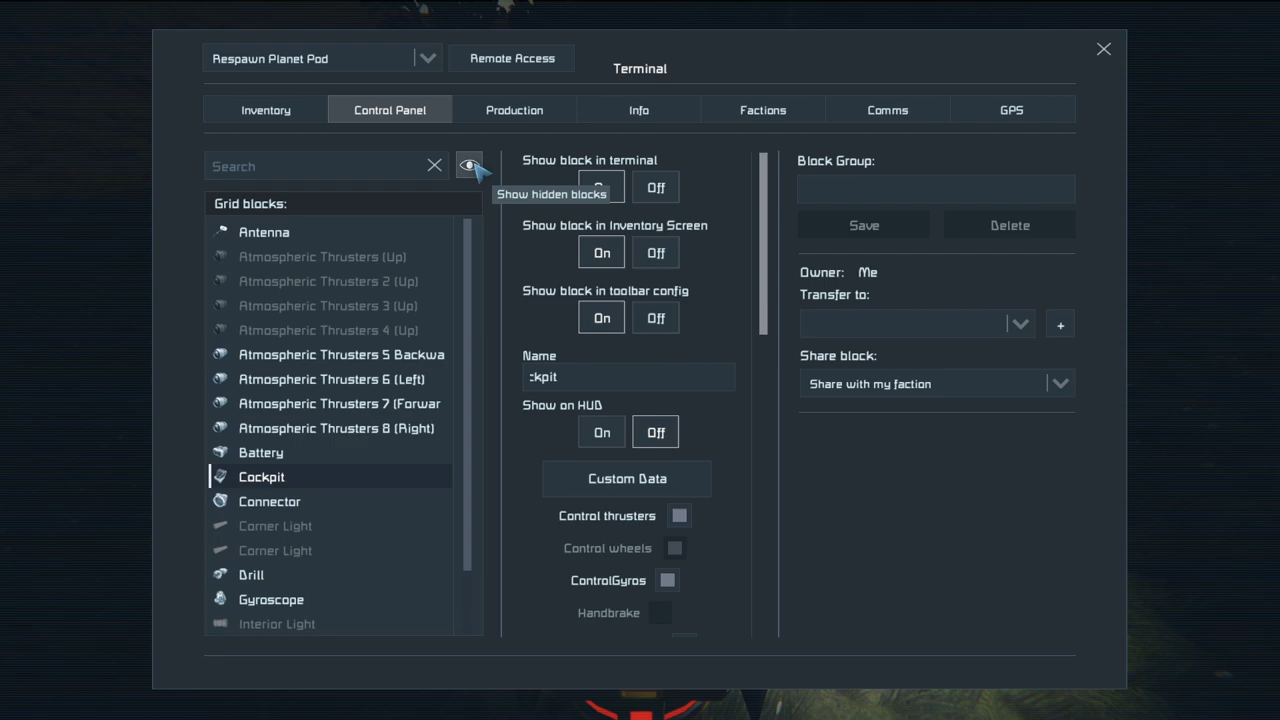 Respawn Planet Pod
Remote Access
Terminal
Inventory
Control Panel
Production
Info
Factions
Comms
GPS
Search
Show hidden blocks
Grid blocks:
Antenna
Atmospheric Thrusters (Up)
Atmospheric Thrusters 2 (Up)
Atmospheric Thrusters 3 (Up)
Atmospheric Thrusters 4 (Up)
Atmospheric Thrusters 5 Backwa
Atmospheric Thrusters 6 (Left)
Atmospheric Thrusters 7 (Forwar
Atmospheric Thrusters 8 (Right)
Battery
Cockpit
Connector
Corner Light
Corner Light
Drill
Gyroscope
Interior Light
Show block in terminal
Off
Show block in Inventory Screen
On Off
Show block in toolbar config
On Off
Name
ckpit
Show on HUD
On Off
Custom Data
Control thrusters
Control wheels
ControlGyros
Handbrake
Block Group:
Save Delete
Owner: Me
Transfer to:
+
Share block:
Share with my faction